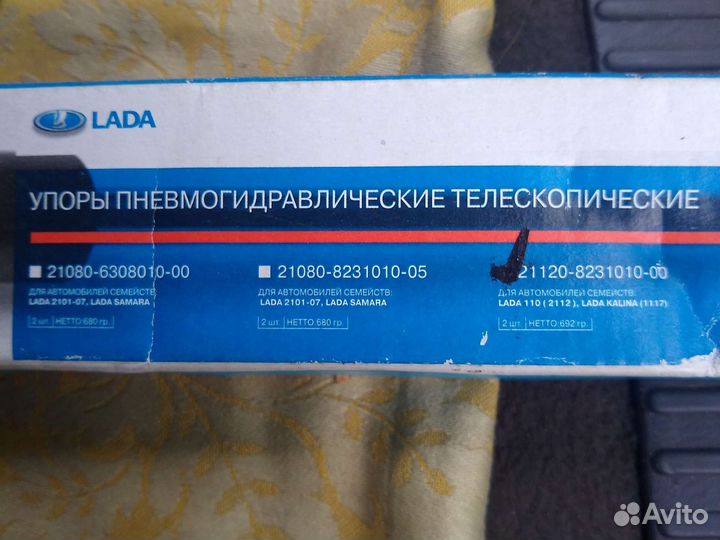 LADA
УПОРЫ ПНЕВМОГИДРАВЛИЧЕСКИЕ ТЕЛЕСКОПИЧЕСКИЕ
21080-6308010-00
ДЛЯ АВТОМОБИЛЕЙ СЕМЕЙСТВ:
LADA 2101-07, LADA SAMARA
2 шт. НЕТТО: 680 гр.
21080-8231010-05
ДЛЯ АВТОМОБИЛЕЙ СЕМЕЙСТВ:
LADA 2101-07, LADA SAMARA
2 шт. НЕТТО: 680 гр.
21120-8231010-00
ДЛЯ АВТОМОБИЛЕЙ СЕМЕЙСТВ:
LADA 110 ( 2112 ), LADA KALINA (1117)
2 шт. НЕТТО: 692 гр.
Avito